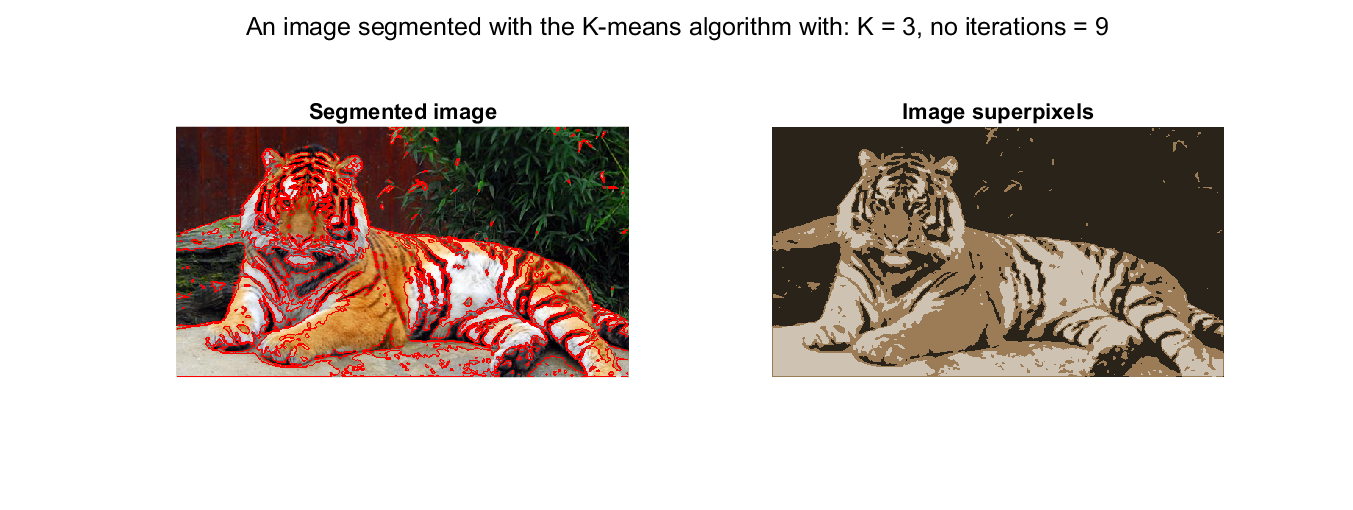 An image segmented with the K-means algorithm with: K = 3, no iterations = 9
Segmented image
Image superpixels